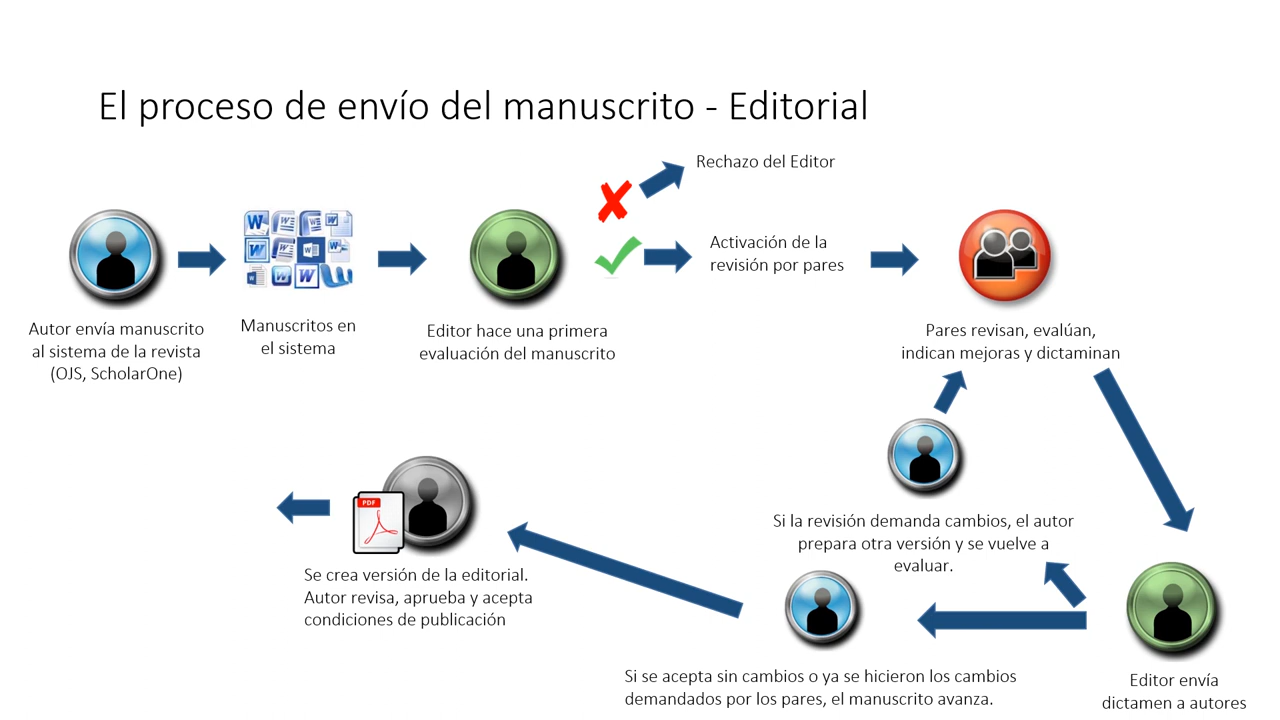 El proceso de envío del manuscrito - Editorial
Rechazo del Editor
Activación de la
revisión por pares
Autor envía manuscrito
al sistema de la revista
(OJS, ScholarOne)
Manuscritos en
el sistema
Editor hace una primera
evaluación del manuscrito
Pares revisan, evalúan,
indican mejoras y dictaminan
Si la revisión demanda cambios, el autor
prepara otra versión y se vuelve a
evaluar.
Editor envía
dictamen a autores
Si se acepta sin cambios o ya se hicieron los cambios
demandados por los pares, el manuscrito avanza.
PDF
Se crea versión de la editorial.
Autor revisa, aprueba y acepta
condiciones de publicación